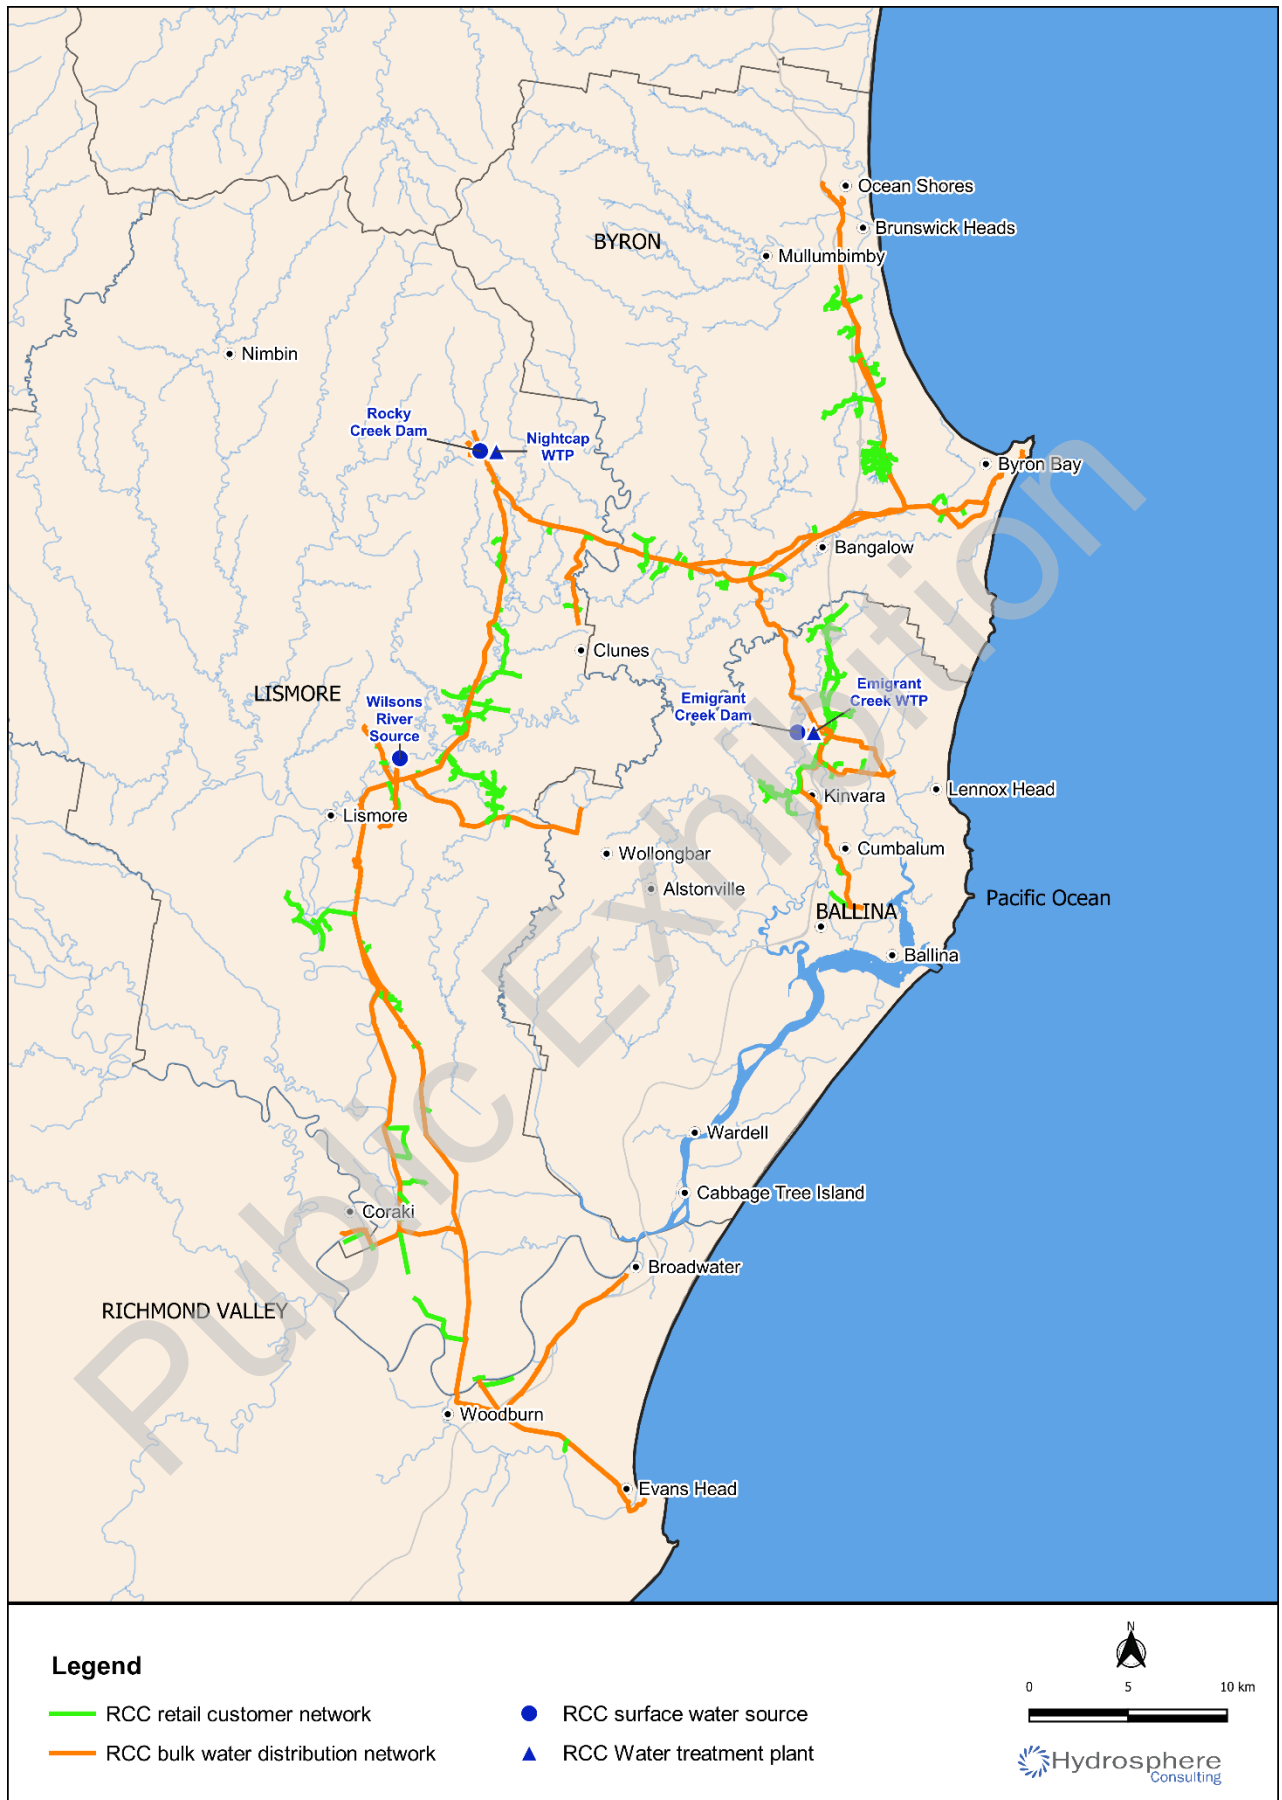 Ocean Shores
Brunswick Heads
BYRON
Mullumbimby
Nimbin
Rocky
Creek Dam
Nightcap
WTP
Byron Bay
Bangalow
Clunes
LISMORE
Wilsons
River
Source
Emigrant
Creek Dam
Emigrant
Creek WTP
Kinvara
Lennox Head
Lismore
Wollongbar
Cumbalum
Alstonville
Pacific Ocean
BALLINA
Ballina
Wardell
Cabbage Tree Island
Coraki
Broadwater
RICHMOND VALLEY
Woodburn
Evans Head
Public Exhibition
Legend
RCC retail customer network
RCC bulk water distribution network
RCC surface water source
RCC Water treatment plant
N
0 5 10 km
Hydrosphere
Consulting